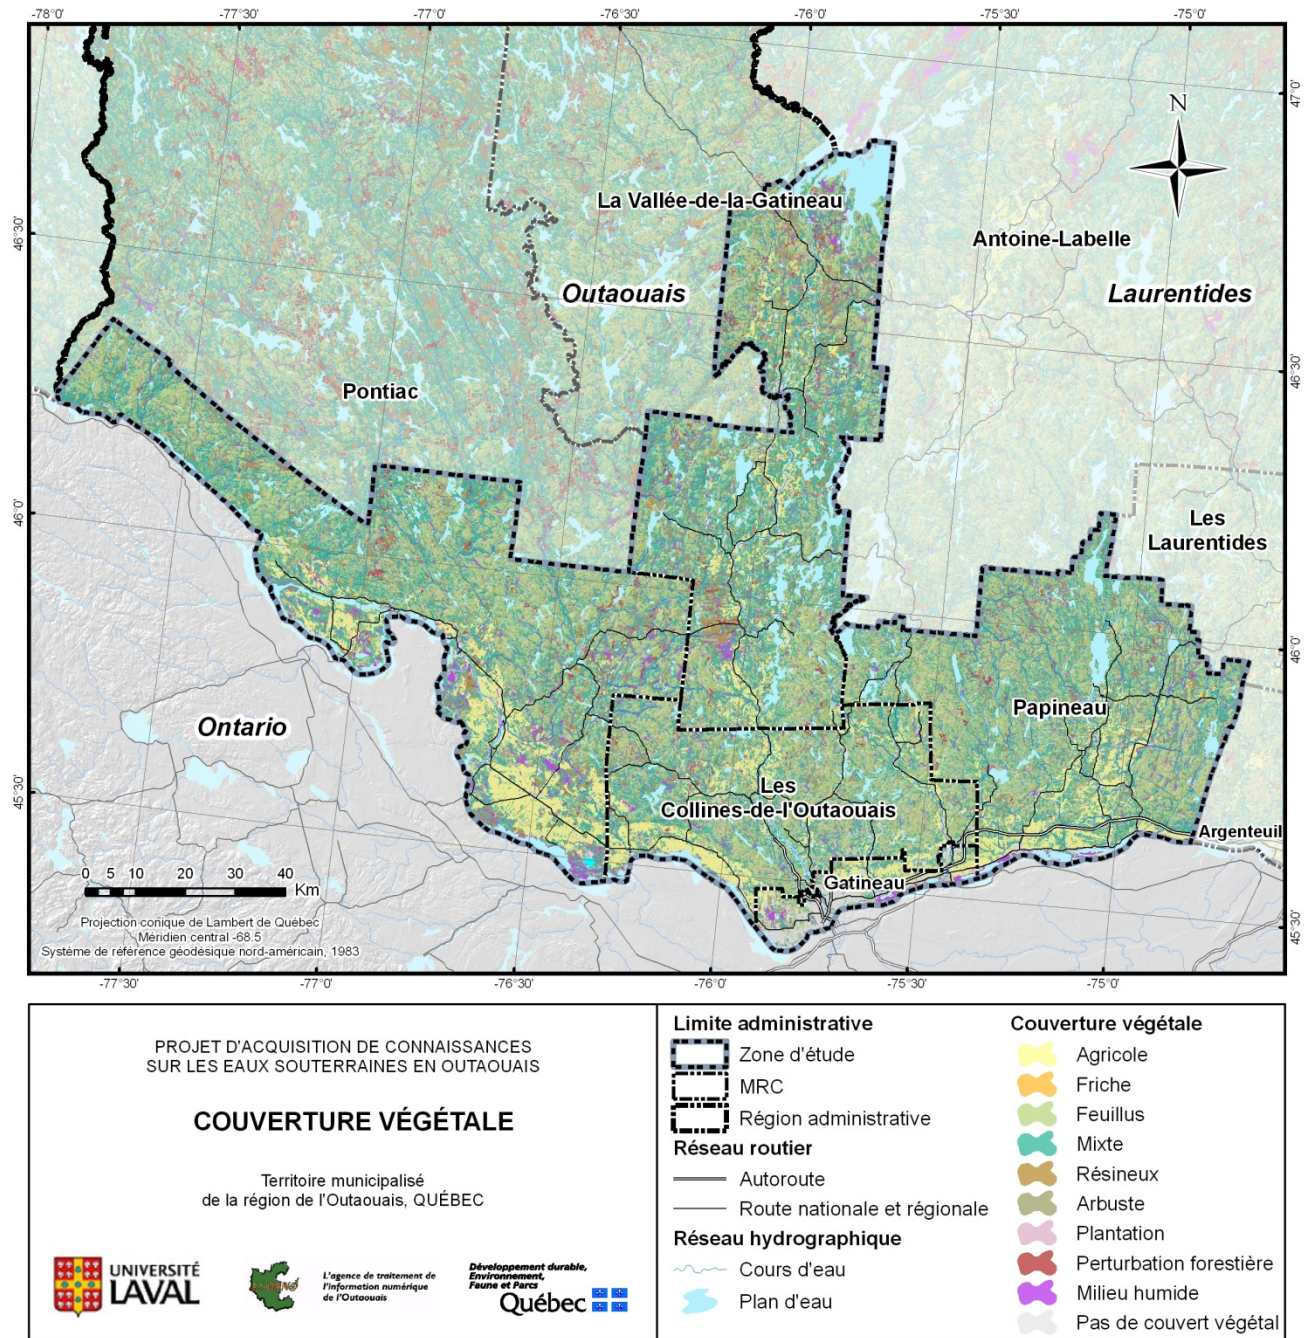 -78°0'
-77°30'
-77°0'
-76°30'
-76°0'
-75°30'
-75°0'
47°0'
N
La Vallée-de-la-Gatineau
Antoine-Labelle
46°30'
Outaouais
Laurentides
46°30'
Pontiac
46°0'
Les
Laurentides
46°0'
Ontario
Papineau
45°30'
Les
Collines-de-l'Outaouais
Argenteuil
Gatineau
0 5 10 20 30 40
Km
45°30'
Projection conique de Lambert de Québec
Méridien central -68.5
Système de référence géodésique nord-américain, 1983
-77°30'
-77°0'
-76°30'
-76°0'
-75°30'
-75°0'
PROJET D'ACQUISITION DE CONNAISSANCES
SUR LES EAUX SOUTERRAINES EN OUTAOUAIS
COUVERTURE VÉGÉTALE
Territoire municipalisé
de la région de l'Outaouais, QUÉBEC
UNIVERSITÉ
LAVAL
L'agence de traitement de
l'information numérique
de l'Outaouais
Développement durable,
Environnement,
Faune et Parcs
Québec
Limite administrative
Zone d'étude
MRC
Région administrative
Réseau routier
Autoroute
Route nationale et régionale
Réseau hydrographique
Cours d'eau
Plan d'eau
Couverture végétale
Agricole
Friche
Feuillus
Mixte
Résineux
Arbuste
Plantation
Perturbation forestière
Milieu humide
Pas de couvert végétal